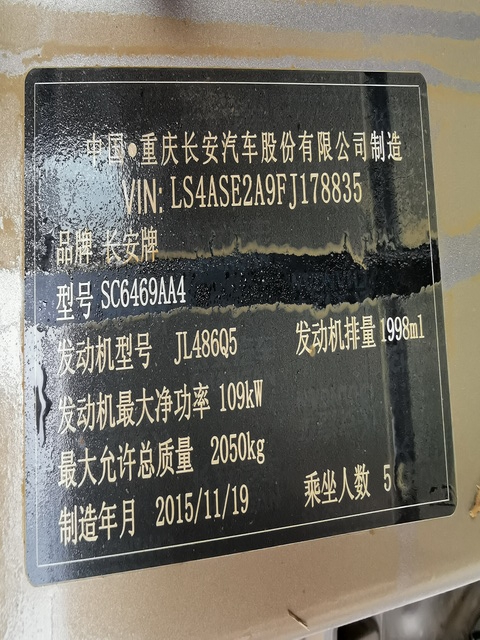 中国•重庆长安汽车股份有限公司制造
VIN: LS4ASE2A9FJ178835
品牌 长安牌
型号 SC6469AA4
发动机型号 JL486Q5 发动机排量 1998ml
发动机最大净功率 109kW
最大允许总质量 2050kg
制造年月 2015/11/19 乘坐人数 5